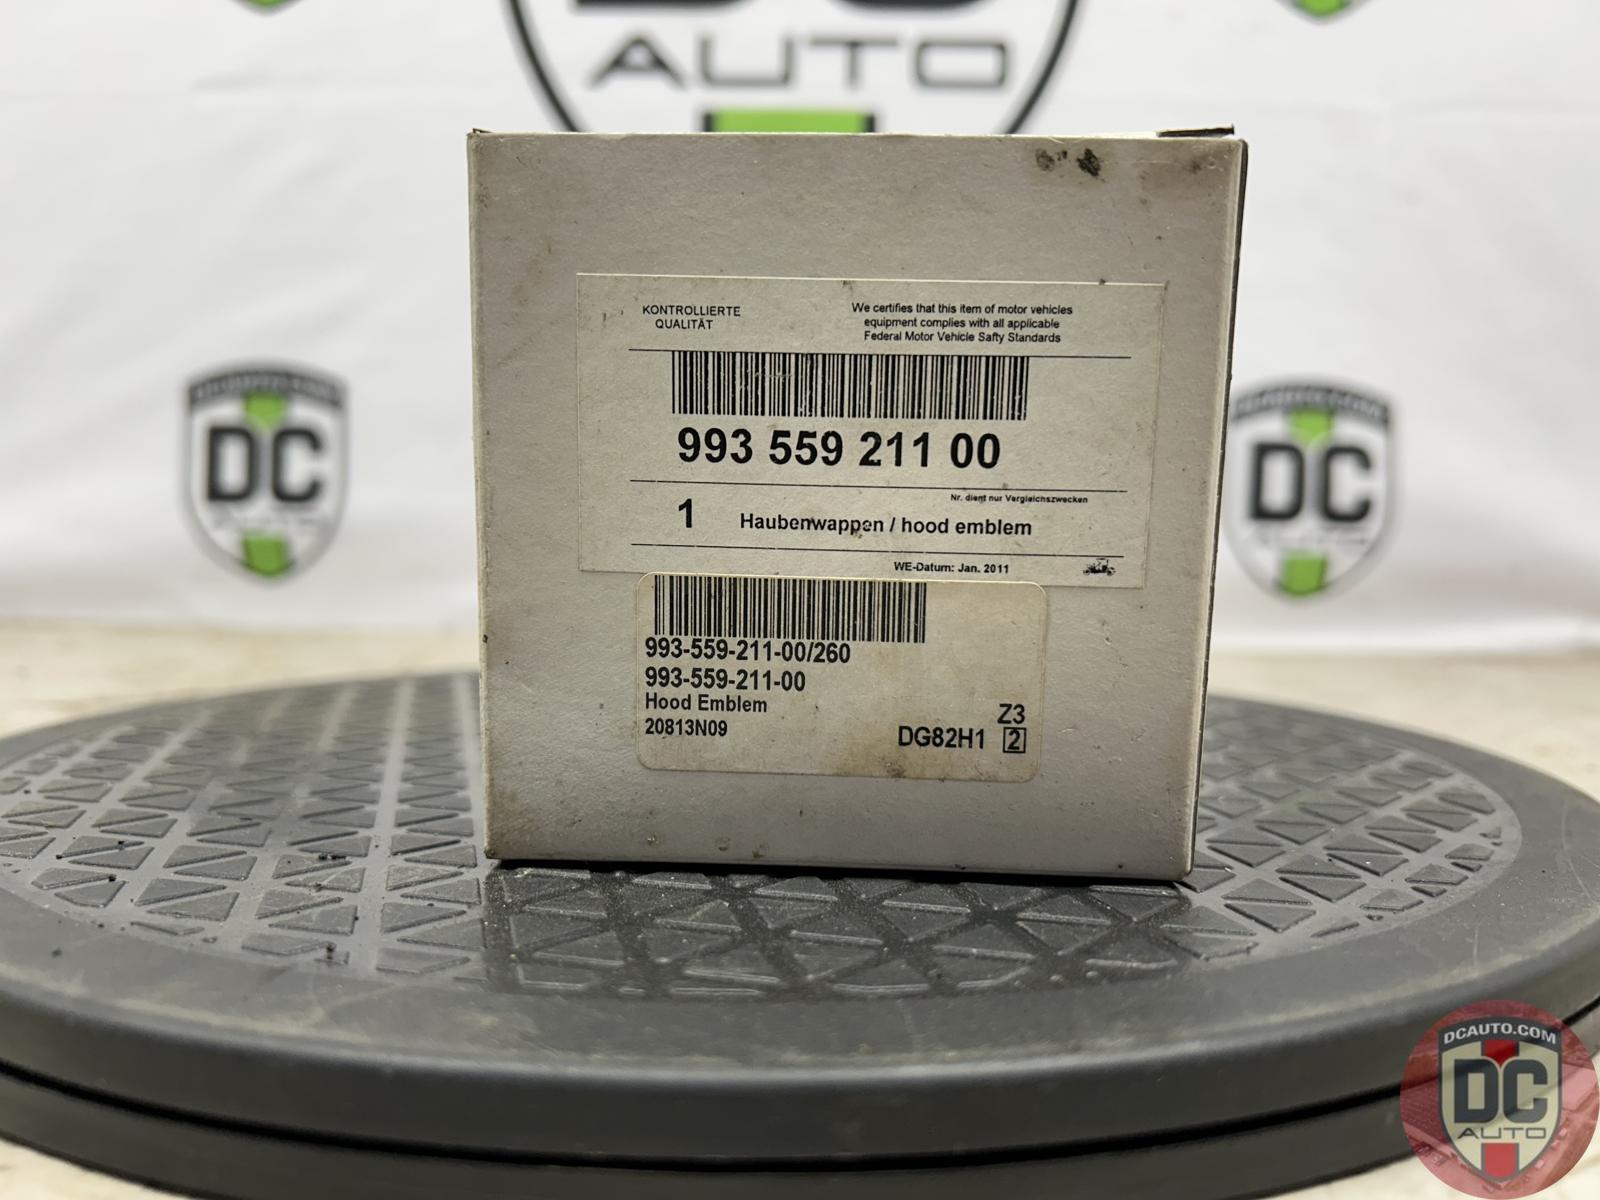 AUTO
KONTROLLIERTE
QUALITÄT
We certifies that this item of motor vehicles
equipment complies with all applicable
Federal Motor Vehicle Safty Standards
993 559 211 00
Nr. dient nur Vergleichszwecken
1 Haubenwappen / hood emblem
WE-Datum: Jan. 2011
993-559-211-00/260
993-559-211-00
Hood Emblem
20813N09
Z3
DG82H1 2
DC
AUTO
DC
AUTO
DCAUTO.COM
DC
AUTO